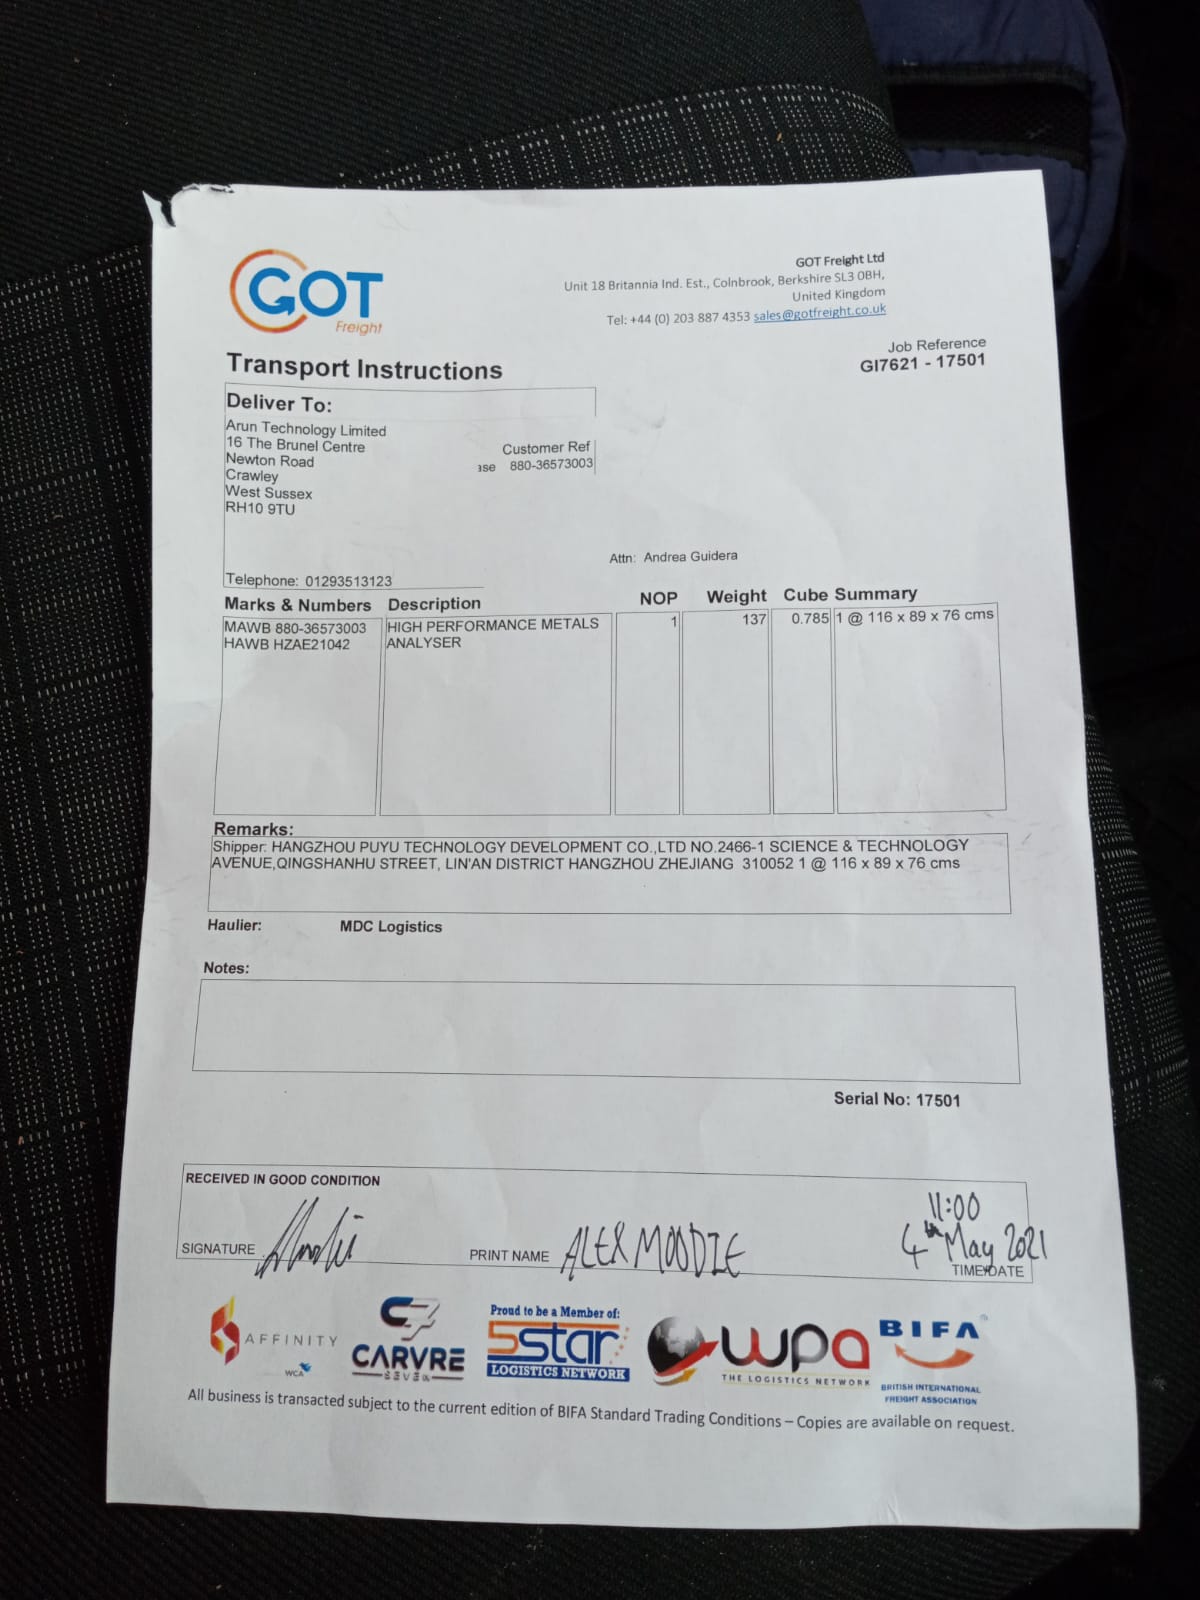 GOT
Freight
GOT Freight Ltd
Unit 18 Britannia Ind. Est., Colnbrook, Berkshire SL3 0BH,
United Kingdom
Tel: +44 (0) 203 887 4353 sales@gotfreight.co.uk
Job Reference
GI7621 - 17501
Transport Instructions
Deliver To:
Arun Technology Limited
16 The Brunel Centre
Newton Road
Crawley
West Sussex
RH10 9TU
Customer Ref
ase 880-36573003
Attn: Andrea Guidera
Telephone: 01293513123
Marks & Numbers Description NOP Weight Cube Summary
MAWB 880-36573003 HIGH PERFORMANCE METALS 1 137 0.785 1 @ 116 x 89 x 76 cms
HAWB HZAE21042 ANALYSER
Remarks:
Shipper: HANGZHOU PUYU TECHNOLOGY DEVELOPMENT CO.,LTD NO.2466-1 SCIENCE & TECHNOLOGY
AVENUE,QINGSHANHU STREET, LIN'AN DISTRICT HANGZHOU ZHEJIANG 310052 1 @ 116 x 89 x 76 cms
Haulier: MDC Logistics
Notes:
Serial No: 17501
RECEIVED IN GOOD CONDITION
11:00
SIGNATURE PRINT NAME ALEX MOODIE 4th May 2021
TIME/DATE
AFFINITY
WCA
CARVRE
SEVEN
Proud to be a Member of:
5star
LOGISTICS NETWORK
wpa
THE LOGISTICS NETWORK
BIFA
BRITISH INTERNATIONAL
FREIGHT ASSOCIATION
All business is transacted subject to the current edition of BIFA Standard Trading Conditions – Copies are available on request.